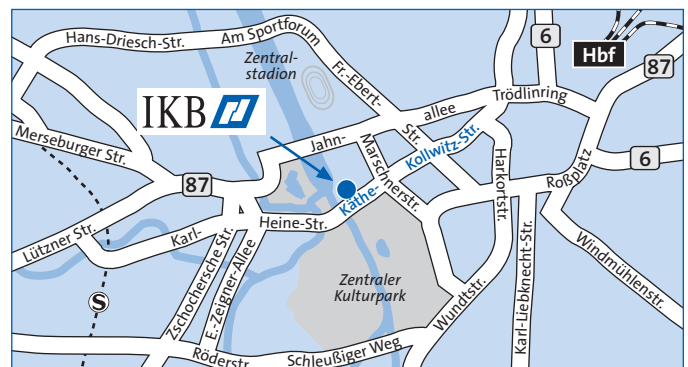 Hans-Driesch-Str.
Am Sportforum
6
Hbf
87
Zentral-
stadion
Fr.-Ebert-
Str.
Trödlinring
IKB
Jahn-
allee
Merseburger Str.
Marschnerstr.
Käthe-
Kollwitz-Str.
Harkortstr.
Roßplatz
6
87
Lützner Str.
Karl-
Heine-Str.
Zschochersche Str.
E.-Zeigner-Allee
Zentraler
Kulturpark
Wundtstr.
Karl-Liebknecht-Str.
Windmühlenstr.
S
Röderstr.
Schleußiger Weg